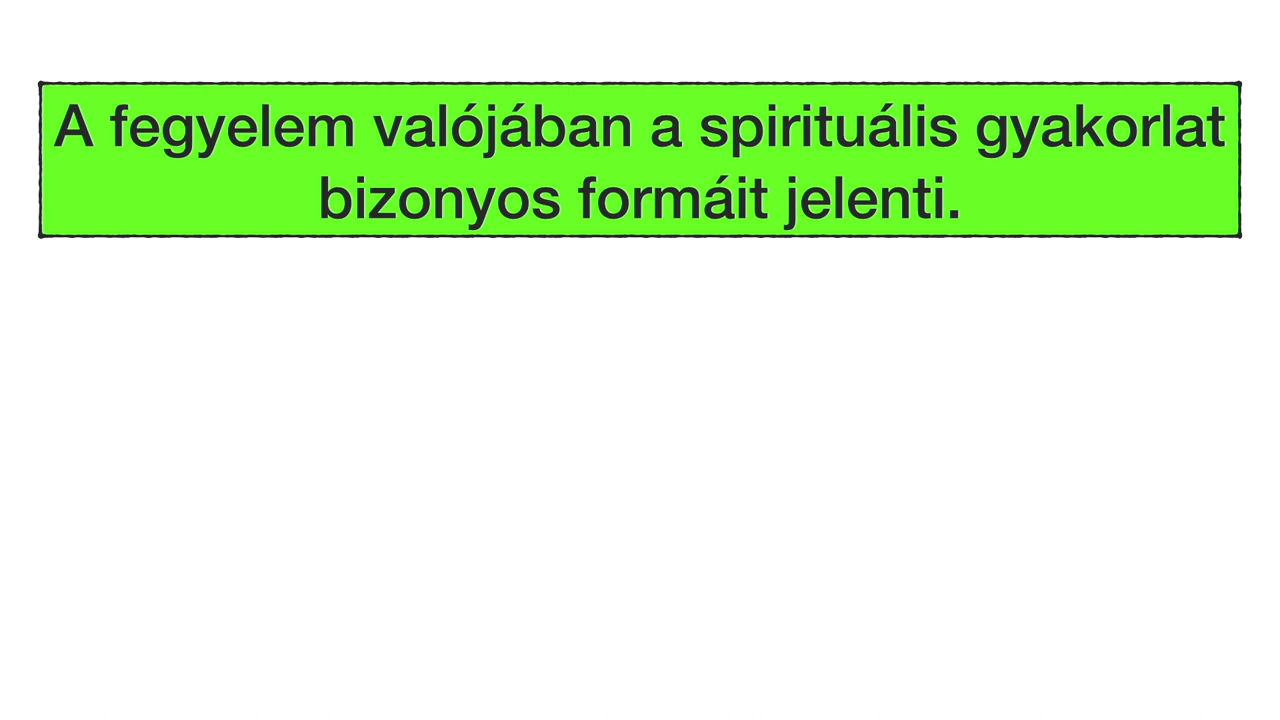 A fegyelem valójában a spirituális gyakorlat
bizonyos formáit jelenti.